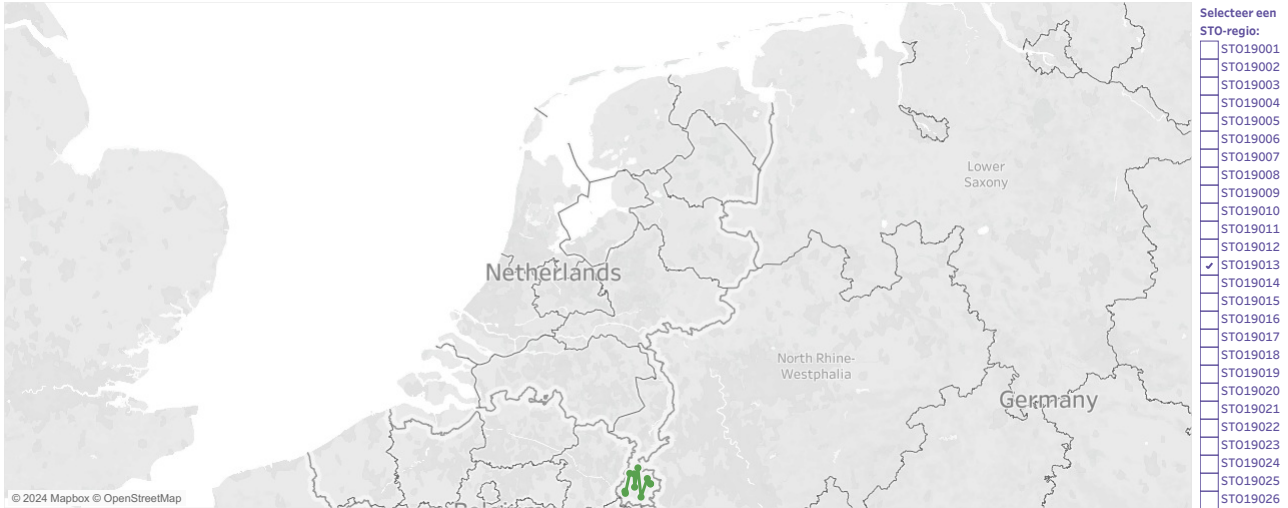 Selecteer een
STO-regio:
STO19001
STO19002
STO19003
STO19004
STO19005
STO19006
STO19007
STO19008
STO19009
STO19010
STO19011
STO19012
STO19013
STO19014
STO19015
STO19016
STO19017
STO19018
STO19019
STO19020
STO19021
STO19022
STO19023
STO19024
STO19025
STO19026
Lower
Saxony
Netherlands
North Rhine-
Westphalia
Germany
© 2024 Mapbox © OpenStreetMap